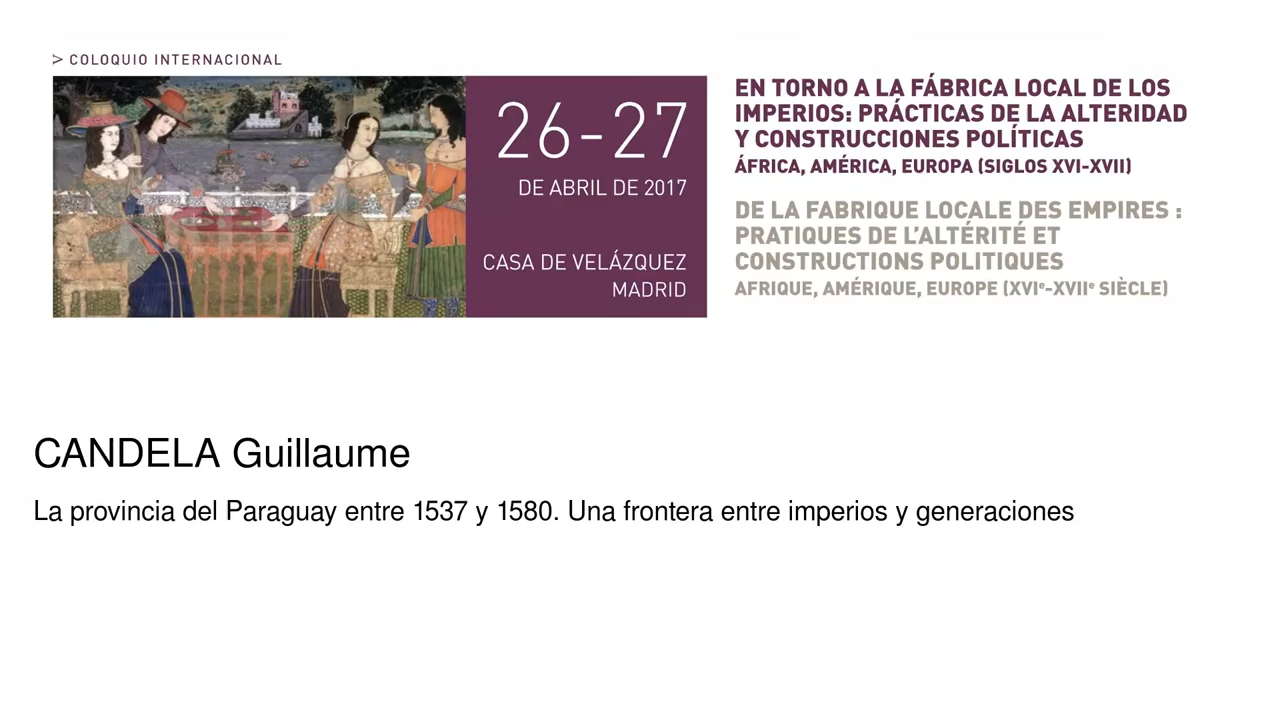 > COLOQUIO INTERNACIONAL
26-27
DE ABRIL DE 2017
CASA DE VELÁZQUEZ
MADRID
EN TORNO A LA FÁBRICA LOCAL DE LOS
IMPERIOS: PRÁCTICAS DE LA ALTERIDAD
Y CONSTRUCCIONES POLÍTICAS
ÁFRICA, AMÉRICA, EUROPA (SIGLOS XVI-XVII)
DE LA FABRIQUE LOCALE DES EMPIRES :
PRATIQUES DE L'ALTÉRITÉ ET
CONSTRUCTIONS POLITIQUES
AFRIQUE, AMÉRIQUE, EUROPE (XVIᵉ-XVIIᵉ SIÈCLE)
CANDELA Guillaume
La provincia del Paraguay entre 1537 y 1580. Una frontera entre imperios y generaciones